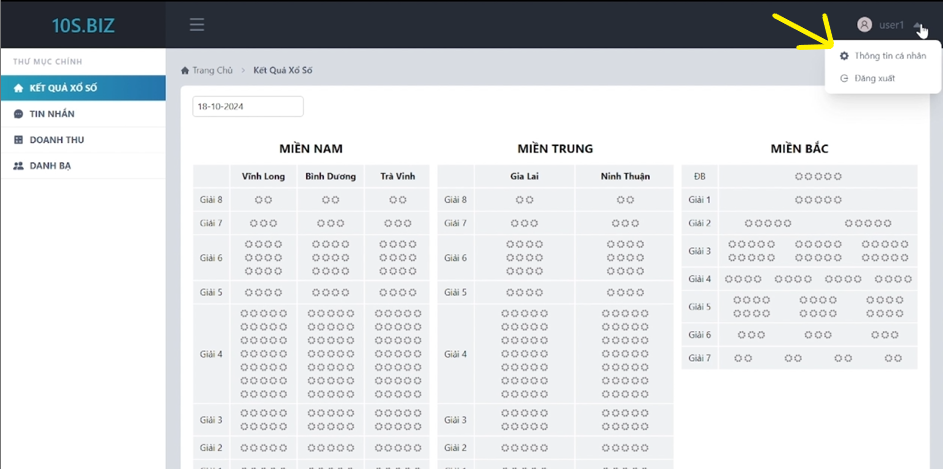 10S.BIZ
user1
Thông tin cá nhân
Đăng xuất
THƯ MỤC CHÍNH
KẾT QUẢ XỔ SỐ
TIN NHẮN
DOANH THU
DANH BẠ
Trang Chủ › Kết Quả Xổ Số
18-10-2024
MIỀN NAM
Vĩnh Long Bình Dương Trà Vinh
Giải 8
Giải 7
Giải 6
Giải 5
Giải 4
Giải 3
Giải 2
MIỀN TRUNG
Gia Lai Ninh Thuận
Giải 8
Giải 7
Giải 6
Giải 5
Giải 4
Giải 3
Giải 2
MIỀN BẮC
ĐB
Giải 1
Giải 2
Giải 3
Giải 4
Giải 5
Giải 6
Giải 7